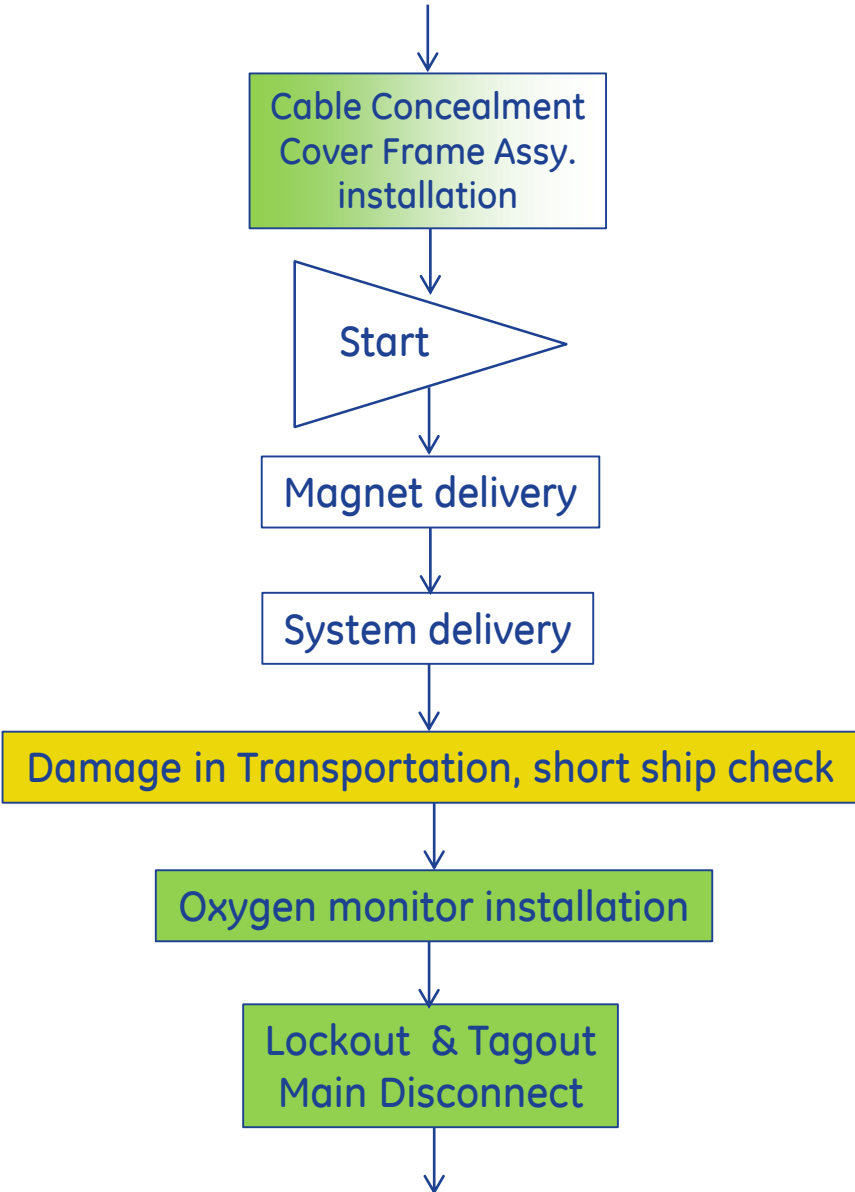 Cable Concealment
Cover Frame Assy.
installation
Start
Magnet delivery
System delivery
Damage in Transportation, short ship check
Oxygen monitor installation
Lockout & Tagout
Main Disconnect